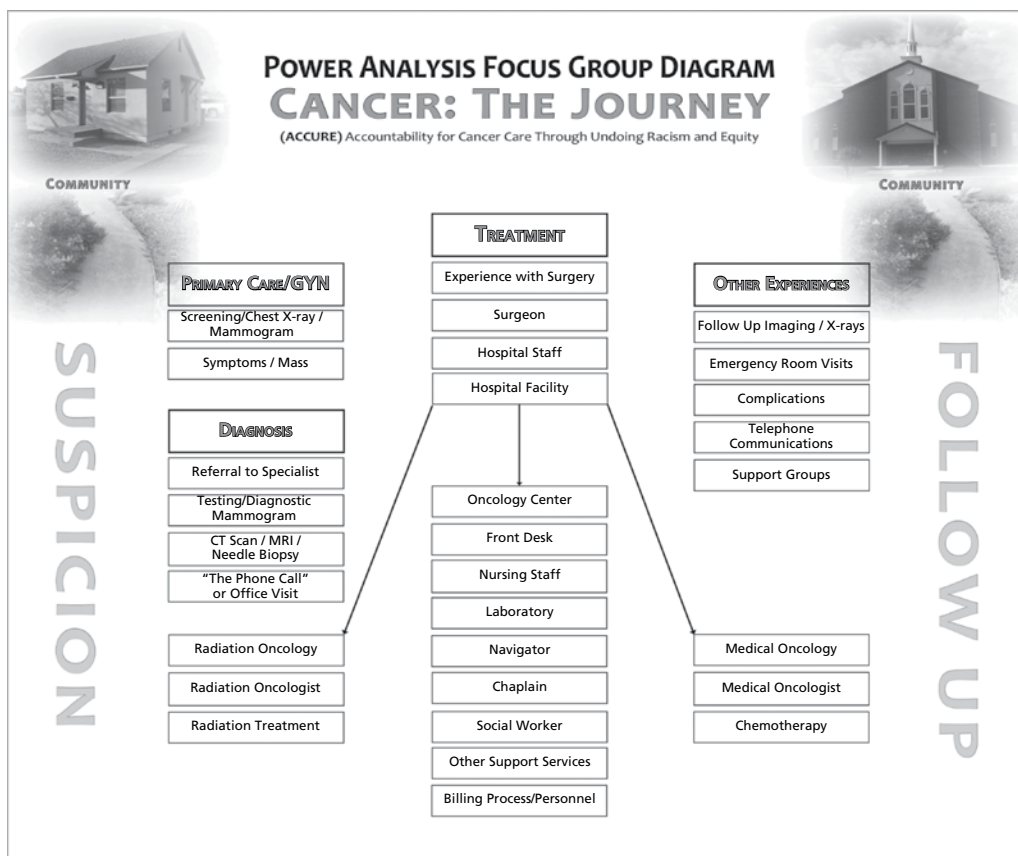 POWER ANALYSIS FOCUS GROUP DIAGRAM
CANCER: THE JOURNEY
(ACCURE) Accountability for Cancer Care Through Undoing Racism and Equity
COMMUNITY
COMMUNITY
SUSPICION
PRIMARY CARE/GYN
Screening/Chest X-ray /
Mammogram
Symptoms / Mass
DIAGNOSIS
Referral to Specialist
Testing/Diagnostic
Mammogram
CT Scan / MRI /
Needle Biopsy
“The Phone Call”
or Office Visit
Radiation Oncology
Radiation Oncologist
Radiation Treatment
TREATMENT
Experience with Surgery
Surgeon
Hospital Staff
Hospital Facility
Oncology Center
Front Desk
Nursing Staff
Laboratory
Navigator
Chaplain
Social Worker
Other Support Services
Billing Process/Personnel
OTHER EXPERIENCES
Follow Up Imaging / X-rays
Emergency Room Visits
Complications
Telephone
Communications
Support Groups
Medical Oncology
Medical Oncologist
Chemotherapy
FOLLOW UP